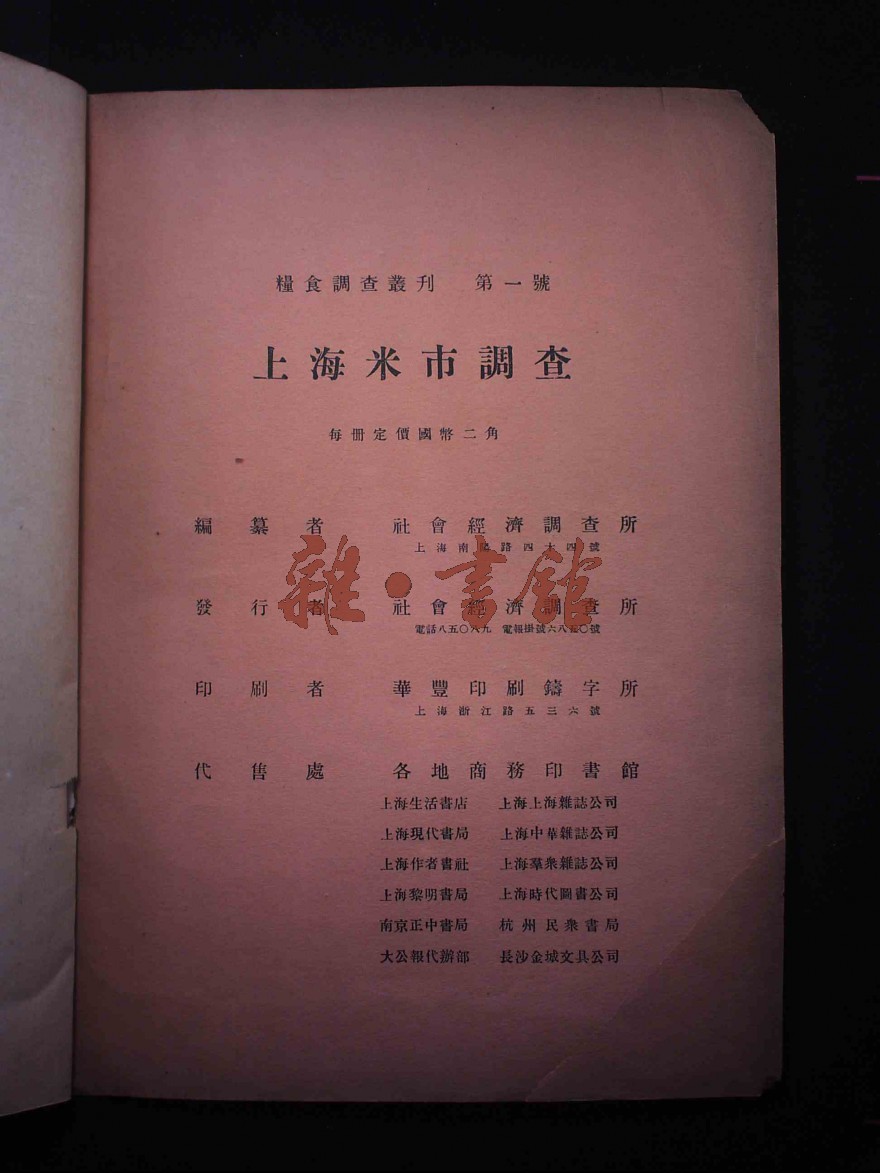 糧食調查叢刊 第一號
上海米市調查
每冊定價國幣二角
編纂者 社會經濟調查所
上海南 路四大四號
發行者 社會經濟調查所
電話八五〇八九 電報掛號六八五〇號
印刷者 華豐印刷鑄字所
上海浙江路五三六號
代售處 各地商務印書館
上海生活書店 上海上海雜誌公司
上海現代書局 上海中華雜誌公司
上海作者書社 上海羣衆雜誌公司
上海黎明書局 上海時代圖書公司
南京正中書局 杭州民衆書局
大公報代辦部 長沙金城文具公司
雜·書館